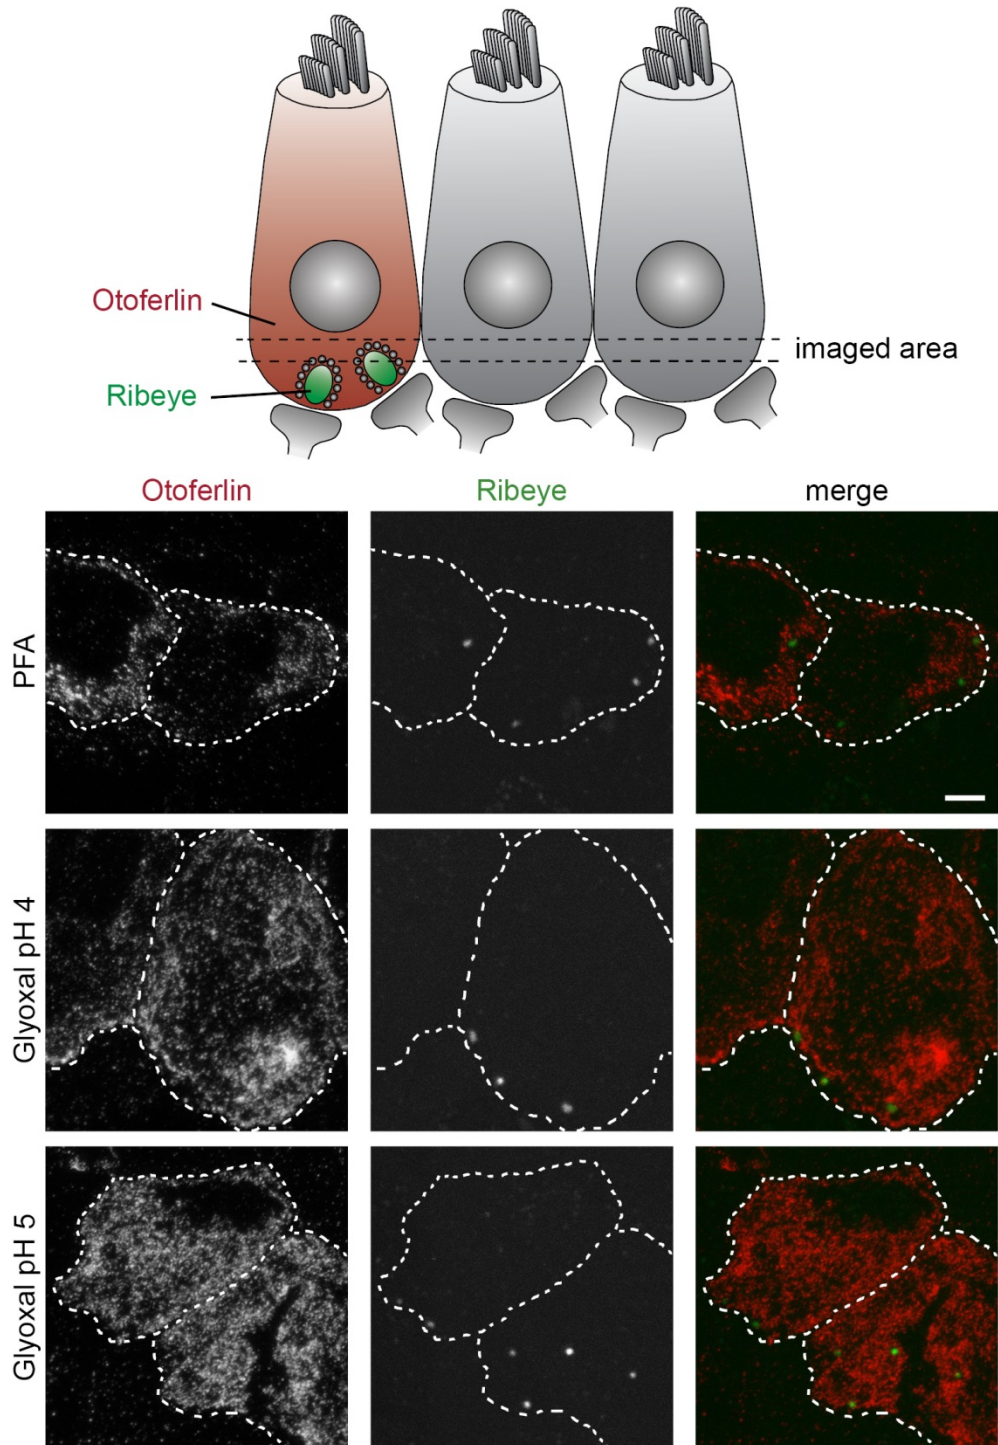 Otoferlin
imaged area
Ribeye
Otoferlin
Ribeye
merge
PFA
Glyoxal pH 4
Glyoxal pH 5